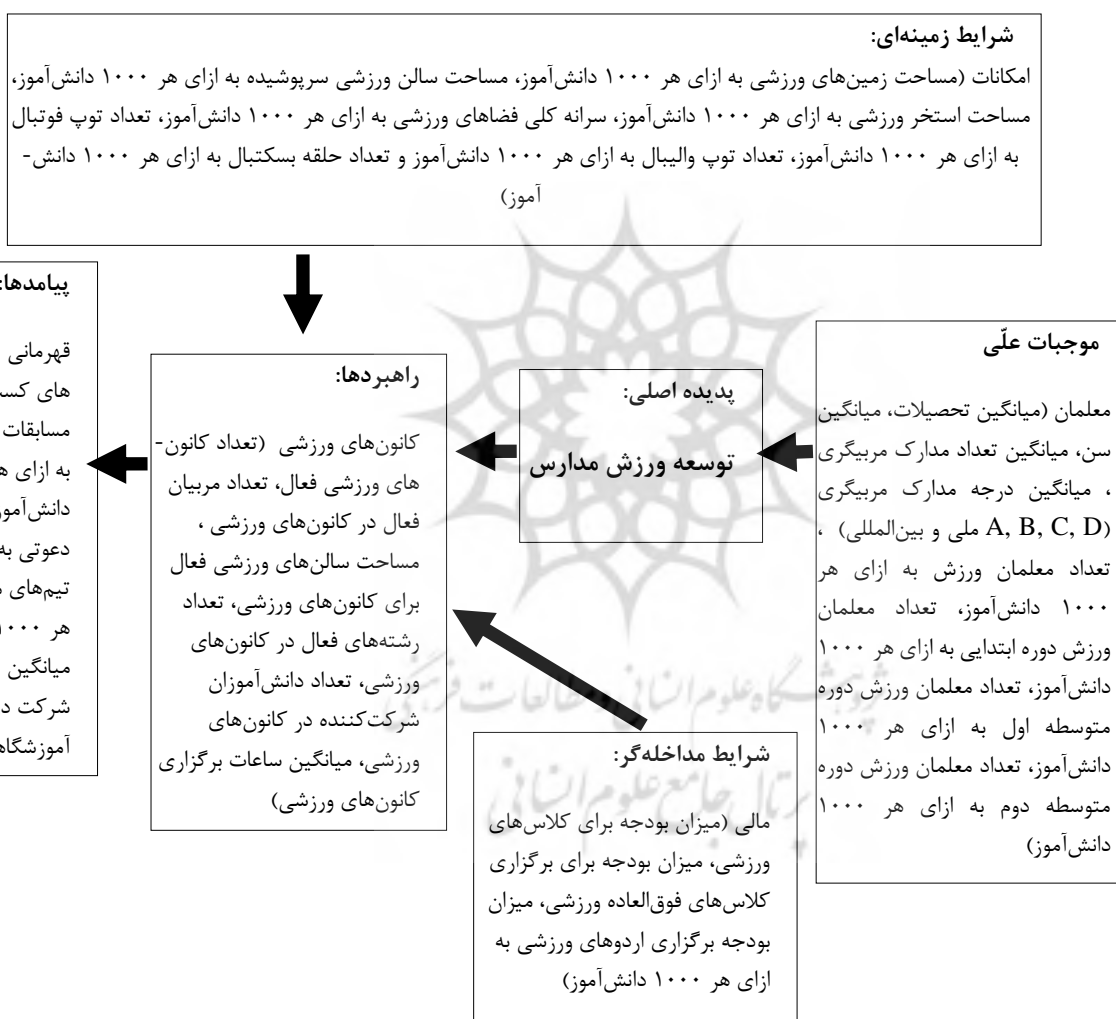 شرایط زمینه‌ای:
امکانات (مساحت زمین‌های ورزشی به ازای هر ۱۰۰۰ دانش‌آموز، مساحت سالن ورزشی سرپوشیده به ازای هر ۱۰۰۰ دانش‌آموز،
مساحت استخر ورزشی به ازای هر ۱۰۰۰ دانش‌آموز، سرانه کلی فضاهای ورزشی به ازای هر ۱۰۰۰ دانش‌آموز، تعداد توپ فوتبال
به ازای هر ۱۰۰۰ دانش‌آموز، تعداد توپ والیبال به ازای هر ۱۰۰۰ دانش‌آموز و تعداد حلقه بسکتبال به ازای هر ۱۰۰۰ دانش-
آموز)
موجبات علّی
معلمان (میانگین تحصیلات، میانگین
سن، میانگین تعداد مدارک مربیگری
، میانگین درجه مدارک مربیگری
(A, B, C, D ملی و بین‌المللی) ،
تعداد معلمان ورزش به ازای هر
۱۰۰۰ دانش‌آموز، تعداد معلمان
ورزش دوره ابتدایی به ازای هر ۱۰۰۰
دانش‌آموز، تعداد معلمان ورزش دوره
متوسطه اول به ازای هر ۱۰۰۰
دانش‌آموز، تعداد معلمان ورزش دوره
متوسطه دوم به ازای هر ۱۰۰۰
دانش‌آموز)
پدیده اصلی:
توسعه ورزش مدارس
راهبردها:
کانون‌های ورزشی (تعداد کانون-
های ورزشی فعال، تعداد مربیان
فعال در کانون‌های ورزشی ،
مساحت سالن‌های ورزشی فعال
برای کانون‌های ورزشی، تعداد
رشته‌های فعال در کانون‌های
ورزشی، تعداد دانش‌آموزان
شرکت‌کننده در کانون‌های
ورزشی، میانگین ساعات برگزاری
کانون‌های ورزشی)
شرایط مداخله‌گر:
مالی (میزان بودجه برای کلاس‌های
ورزشی، میزان بودجه برای برگزاری
کلاس‌های فوق‌العاده ورزشی، میزان
بودجه برگزاری اردوهای ورزشی به
ازای هر ۱۰۰۰ دانش‌آموز)
پیامدها:
قهرمانی
های
مسابقات
به ازای
دعوتی به
تیم‌های
هر ۱۰۰۰
میانگین
شرکت
پژوهشگاه علوم انسانی و مطالعات فرهنگی
پرتال جامع علوم انسانی